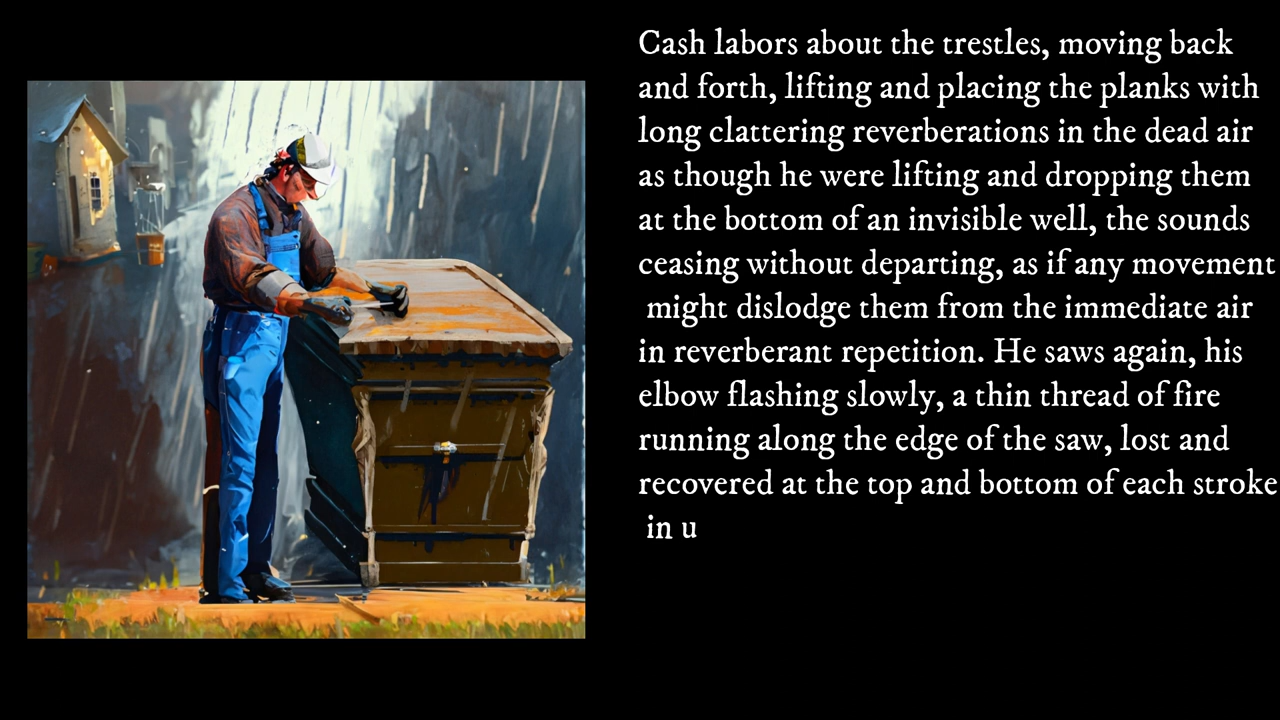 Cash labors about the trestles, moving back
and forth, lifting and placing the planks with
long clattering reverberations in the dead air
as though he were lifting and dropping them
at the bottom of an invisible well, the sounds
ceasing without departing, as if any movement
might dislodge them from the immediate air
in reverberant repetition. He saws again, his
elbow flashing slowly, a thin thread of fire
running along the edge of the saw, lost and
recovered at the top and bottom of each stroke
in u